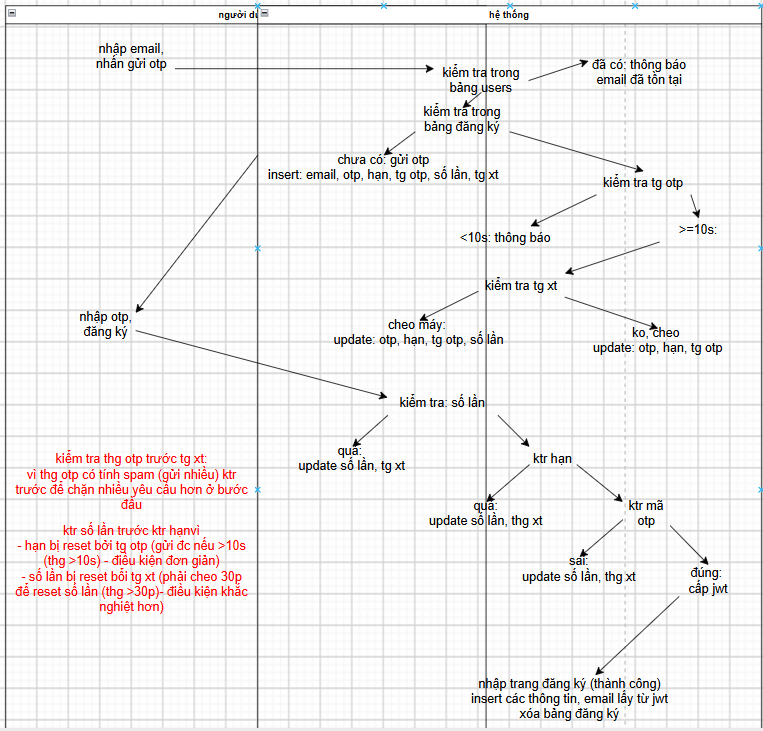 người dù
hệ thống
nhập email,
nhấn gửi otp
kiểm tra trong
bảng users
đã có: thông báo
email đã tồn tại
kiểm tra trong
bảng đăng ký
chưa có: gửi otp
insert: email, otp, hạn, tg otp, số lần, tg xt
kiểm tra tg otp
<10s: thông báo
>=10s:
kiểm tra tg xt
cheo máy:
update: otp, hạn, tg otp, số lần
ko, cheo
update: otp, hạn, tg otp
nhập otp,
đăng ký
kiểm tra: số lần
quá:
update số lần, tg xt
ktr hạn
quá:
update số lần, thg xt
ktr mã
otp
sai:
update số lần, thg xt
đúng:
cấp jwt
nhập trang đăng ký (thành công)
insert các thông tin, email lấy từ jwt
xóa bảng đăng ký
kiểm tra thg otp trước tg xt:
vì thg otp có tính spam (gửi nhiều) ktr
trước để chặn nhiều yêu cầu hơn ở bước
đầu
ktr số lần trước ktr hạnvì
- hạn bị reset bởi tg otp (gửi đc nếu >10s
(thg >10s) - điều kiện đơn giản)
- số lần bị reset bỏi tg xt (phải cheo 30p
để reset số lần (thg >30p)- điều kiện khắc
nghiệt hơn)